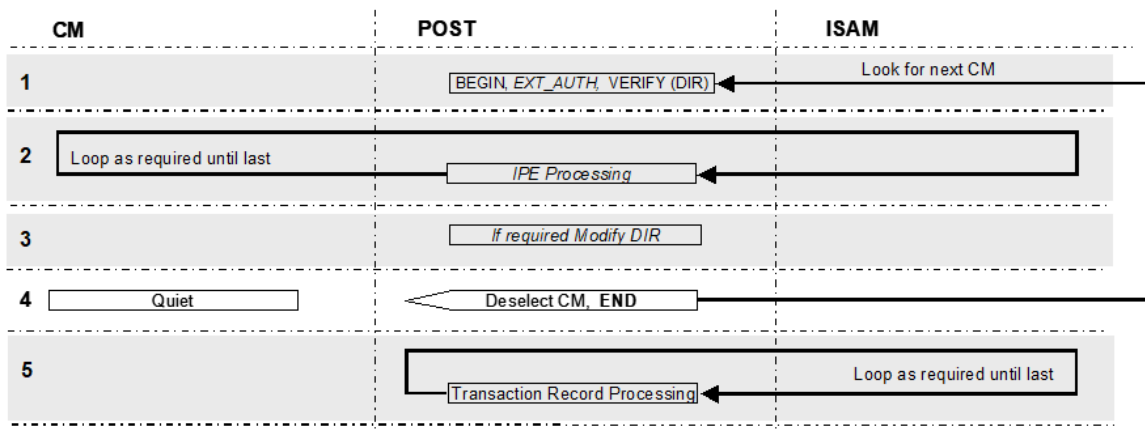 CM POST ISAM
1 BEGIN, EXT_AUTH, VERIFY (DIR) Look for next CM
2 Loop as required until last
IPE Processing
3 If required Modify DIR
4 Quiet Deselect CM, END
5 Loop as required until last
Transaction Record Processing